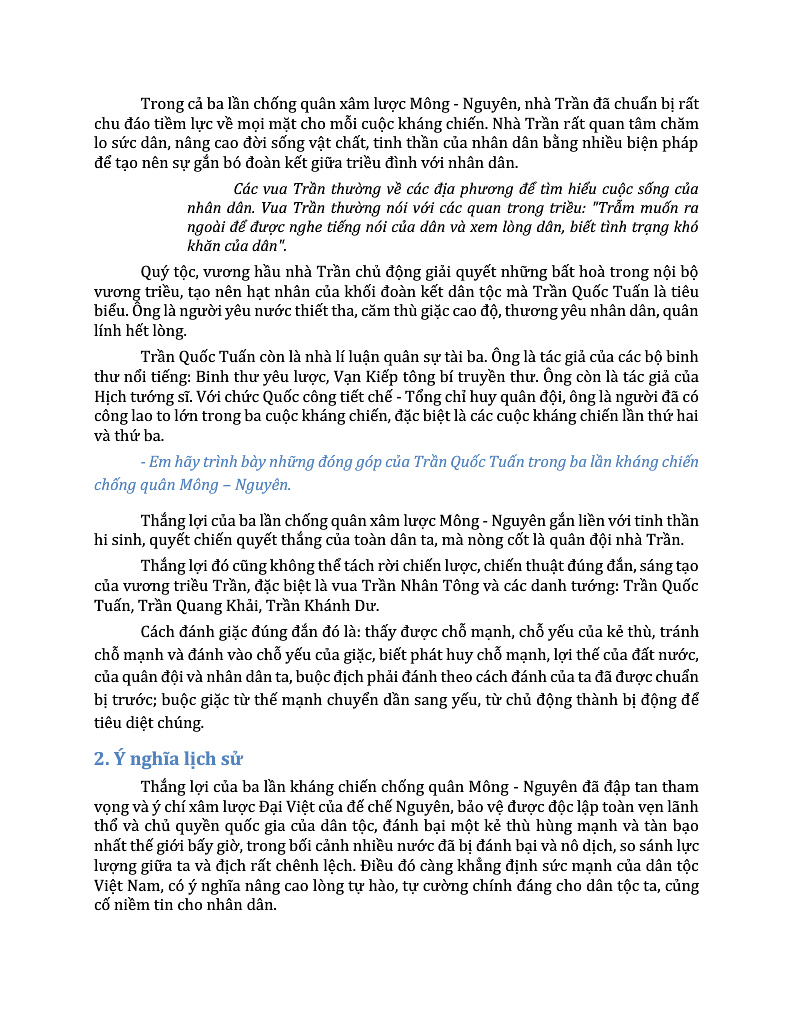 Trong cả ba lần chống quân xâm lược Mông - Nguyên, nhà Trần đã chuẩn bị rất
chu đáo tiềm lực về mọi mặt cho mỗi cuộc kháng chiến. Nhà Trần rất quan tâm chăm
lo sức dân, nâng cao đời sống vật chất, tinh thần của nhân dân bằng nhiều biện pháp
để tạo nên sự gắn bó đoàn kết giữa triều đình với nhân dân.
Các vua Trần thường về các địa phương để tìm hiểu cuộc sống của
nhân dân. Vua Trần thường nói với các quan trong triều: "Trẫm muốn ra
ngoài để được nghe tiếng nói của dân và xem lòng dân, biết tình trạng khó
khăn của dân".
Quý tộc, vương hầu nhà Trần chủ động giải quyết những bất hoà trong nội bộ
vương triều, tạo nên hạt nhân của khối đoàn kết dân tộc mà Trần Quốc Tuấn là tiêu
biểu. Ông là người yêu nước thiết tha, căm thù giặc cao độ, thương yêu nhân dân, quân
lính hết lòng.
Trần Quốc Tuấn còn là nhà lí luận quân sự tài ba. Ông là tác giả của các bộ binh
thư nổi tiếng: Binh thư yêu lược, Vạn Kiếp tông bí truyền thư. Ông còn là tác giả của
Hịch tướng sĩ. Với chức Quốc công tiết chế - Tổng chỉ huy quân đội, ông là người đã có
công lao to lớn trong ba cuộc kháng chiến, đặc biệt là các cuộc kháng chiến lần thứ hai
và thứ ba.
- Em hãy trình bày những đóng góp của Trần Quốc Tuấn trong ba lần kháng chiến
chống quân Mông – Nguyên.
Thắng lợi của ba lần chống quân xâm lược Mông - Nguyên gắn liền với tinh thần
hi sinh, quyết chiến quyết thắng của toàn dân ta, mà nòng cốt là quân đội nhà Trần.
Thắng lợi đó cũng không thể tách rời chiến lược, chiến thuật đúng đắn, sáng tạo
của vương triều Trần, đặc biệt là vua Trần Nhân Tông và các danh tướng: Trần Quốc
Tuấn, Trần Quang Khải, Trần Khánh Dư.
Cách đánh giặc đúng đắn đó là: thấy được chỗ mạnh, chỗ yếu của kẻ thù, tránh
chỗ mạnh và đánh vào chỗ yếu của giặc, biết phát huy chỗ mạnh, lợi thế của đất nước,
của quân đội và nhân dân ta, buộc địch phải đánh theo cách đánh của ta đã được chuẩn
bị trước; buộc giặc từ thế mạnh chuyển dần sang yếu, từ chủ động thành bị động để
tiêu diệt chúng.
2. Ý nghĩa lịch sử
Thắng lợi của ba lần kháng chiến chống quân Mông - Nguyên đã đập tan tham
vọng và ý chí xâm lược Đại Việt của đế chế Nguyên, bảo vệ được độc lập toàn vẹn lãnh
thổ và chủ quyền quốc gia của dân tộc, đánh bại một kẻ thù hùng mạnh và tàn bạo
nhất thế giới bấy giờ, trong bối cảnh nhiều nước đã bị đánh bại và nô dịch, so sánh lực
lượng giữa ta và địch rất chênh lệch. Điều đó càng khẳng định sức mạnh của dân tộc
Việt Nam, có ý nghĩa nâng cao lòng tự hào, tự cường chính đáng cho dân tộc ta, củng
cố niềm tin cho nhân dân.